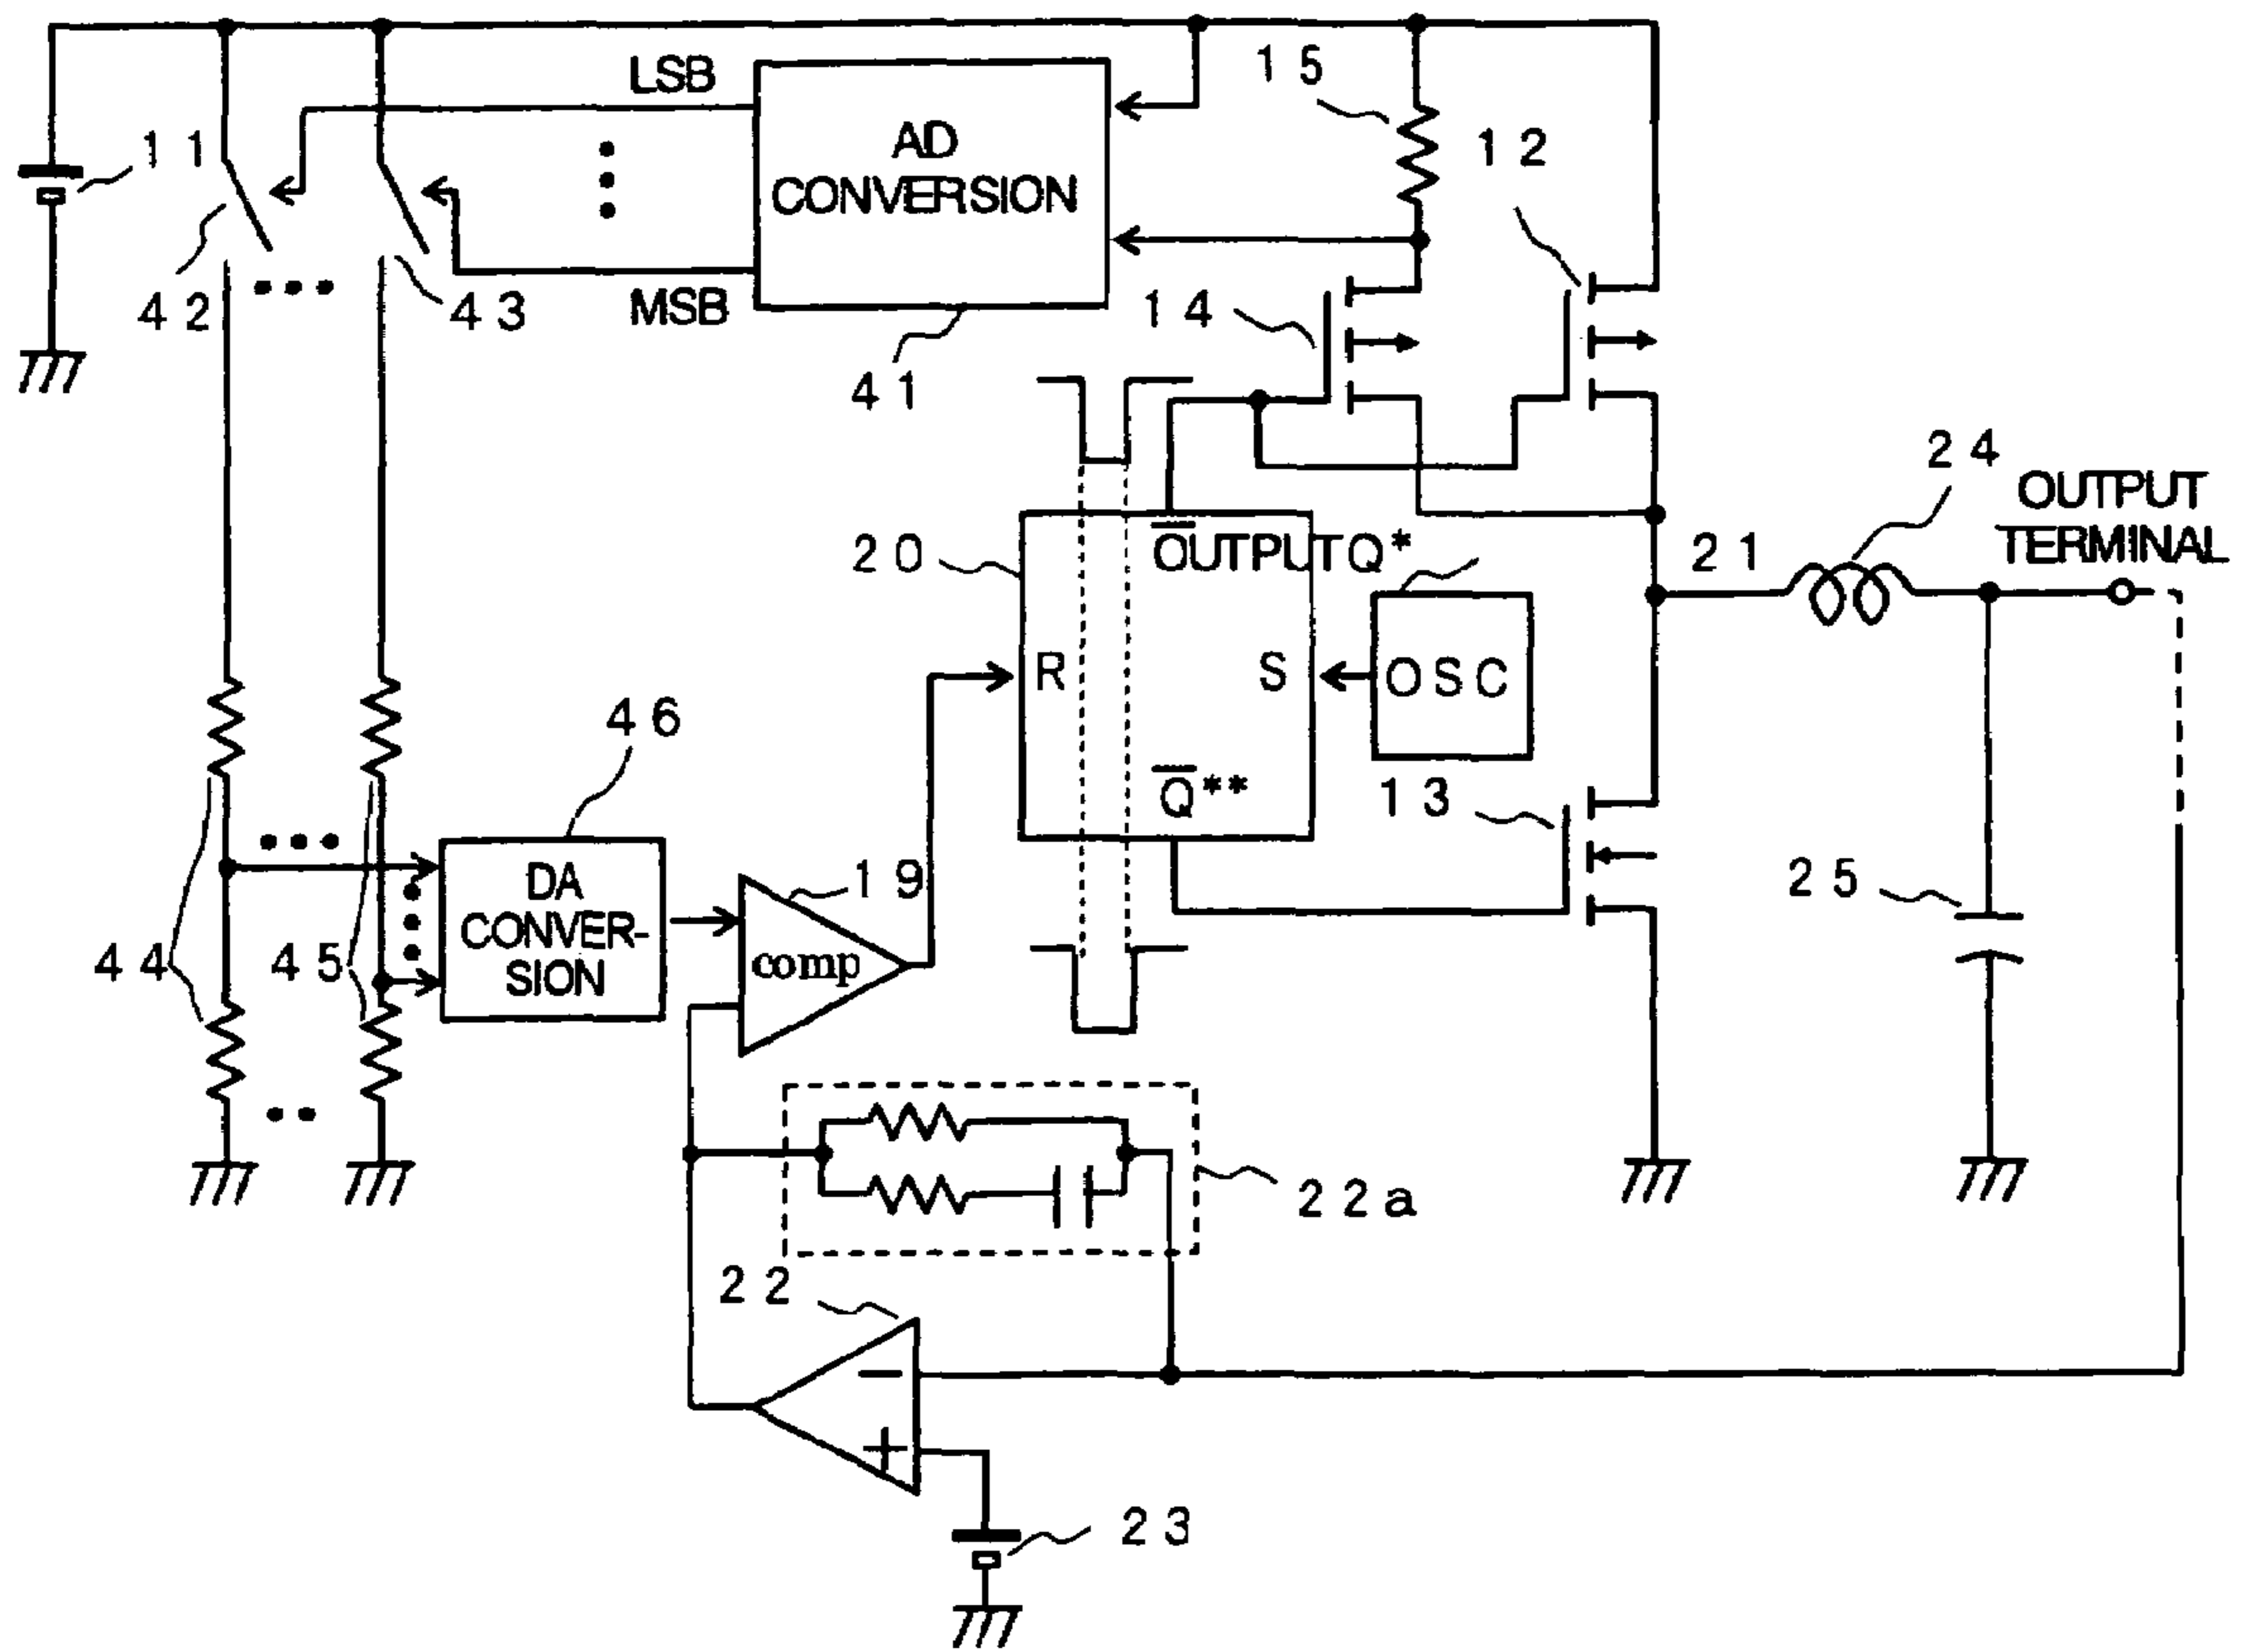 LSB
15
11
AD
CONVERSION
12
42
43
MSB
14
41
24
OUTPUT
TERMINAL
20
OUTPUTQ*
21
R
S
OSC
46
Q**
13
DA
CONVER-
SION
19
25
44
45
comp
22a
22
−
+
23